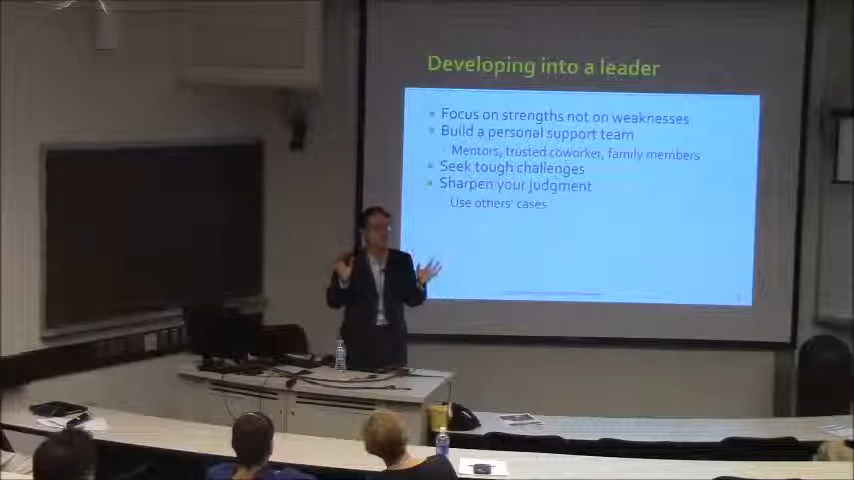 Developing into a leader
Focus on strengths not on weaknesses
Build a personal support team
Mentors, trusted coworker, family members
Seek tough challenges
Sharpen your judgment
Use others' cases